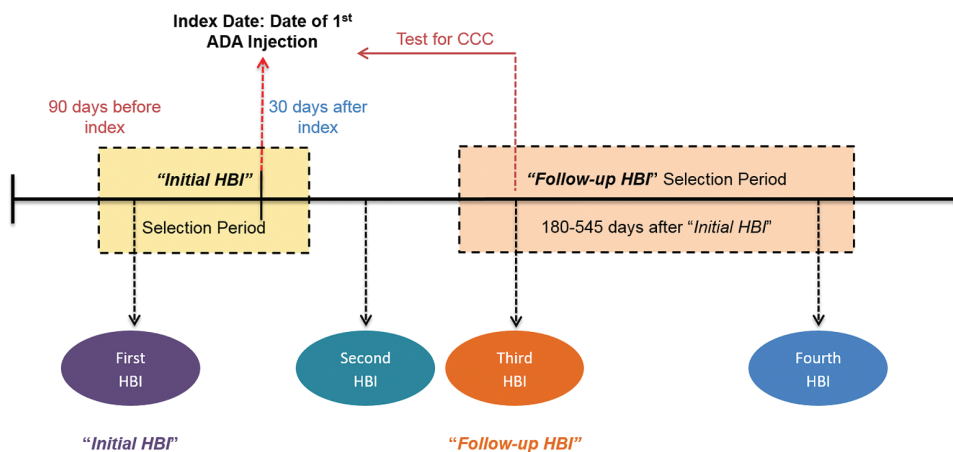 Index Date: Date of 1st
ADA Injection
Test for CCC
90 days before
index
30 days after
index
“Initial HBI”
Selection Period
“Follow-up HBI” Selection Period
180-545 days after “Initial HBI”
First
HBI
Second
HBI
Third
HBI
Fourth
HBI
“Initial HBI”
“Follow-up HBI”